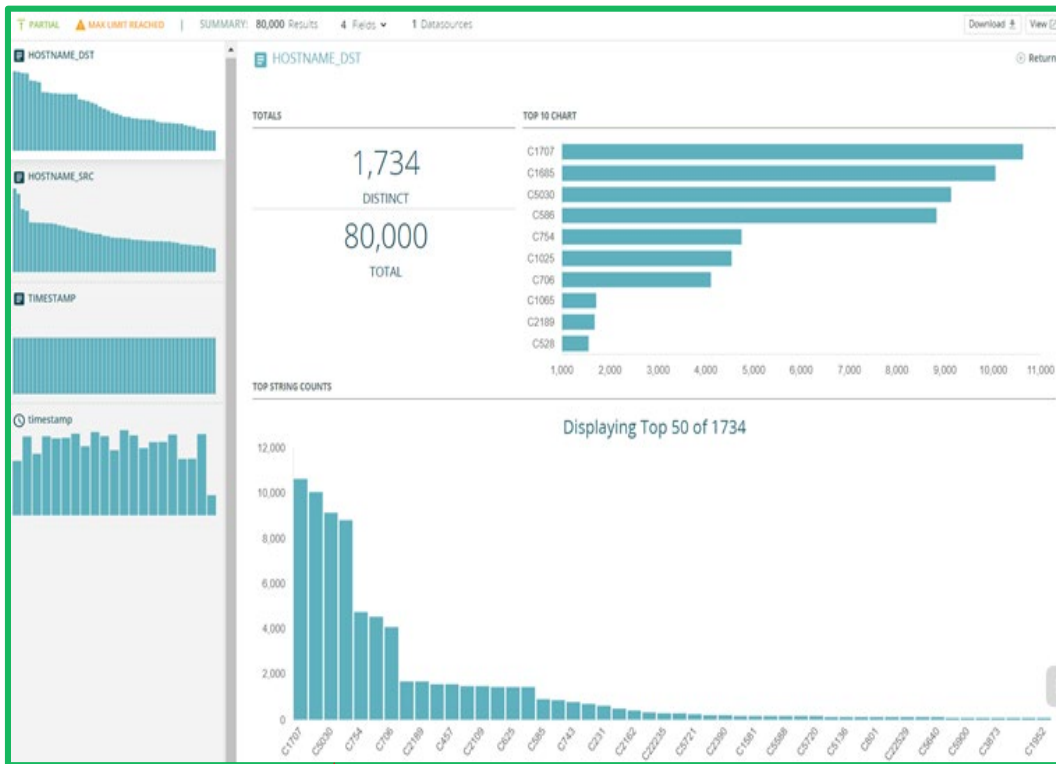 PARTIAL MAX LIMIT REACHED | SUMMARY: 80,000 Results 4 Fields 1 Datasources Download View
HOSTNAME_DST
HOSTNAME_SRC
TIMESTAMP
timestamp
HOSTNAME_DST Return
TOTALS
1,734
DISTINCT
80,000
TOTAL
TOP 10 CHART
C1707
C1685
C5030
C586
C754
C1025
C706
C1065
C2189
C528
1,000 2,000 3,000 4,000 5,000 6,000 7,000 8,000 9,000 10,000 11,000
TOP STRING COUNTS
Displaying Top 50 of 1734
12,000
10,000
8,000
6,000
4,000
2,000
0
C1707 C5030 C754 C706 C2189 C457 C2109 C625 C585 C743 C231 C2162 C22235 C5721 C2390 C1581 C5588 C5720 C5136 C801 C22529 C5640 C5900 C3873 C1952